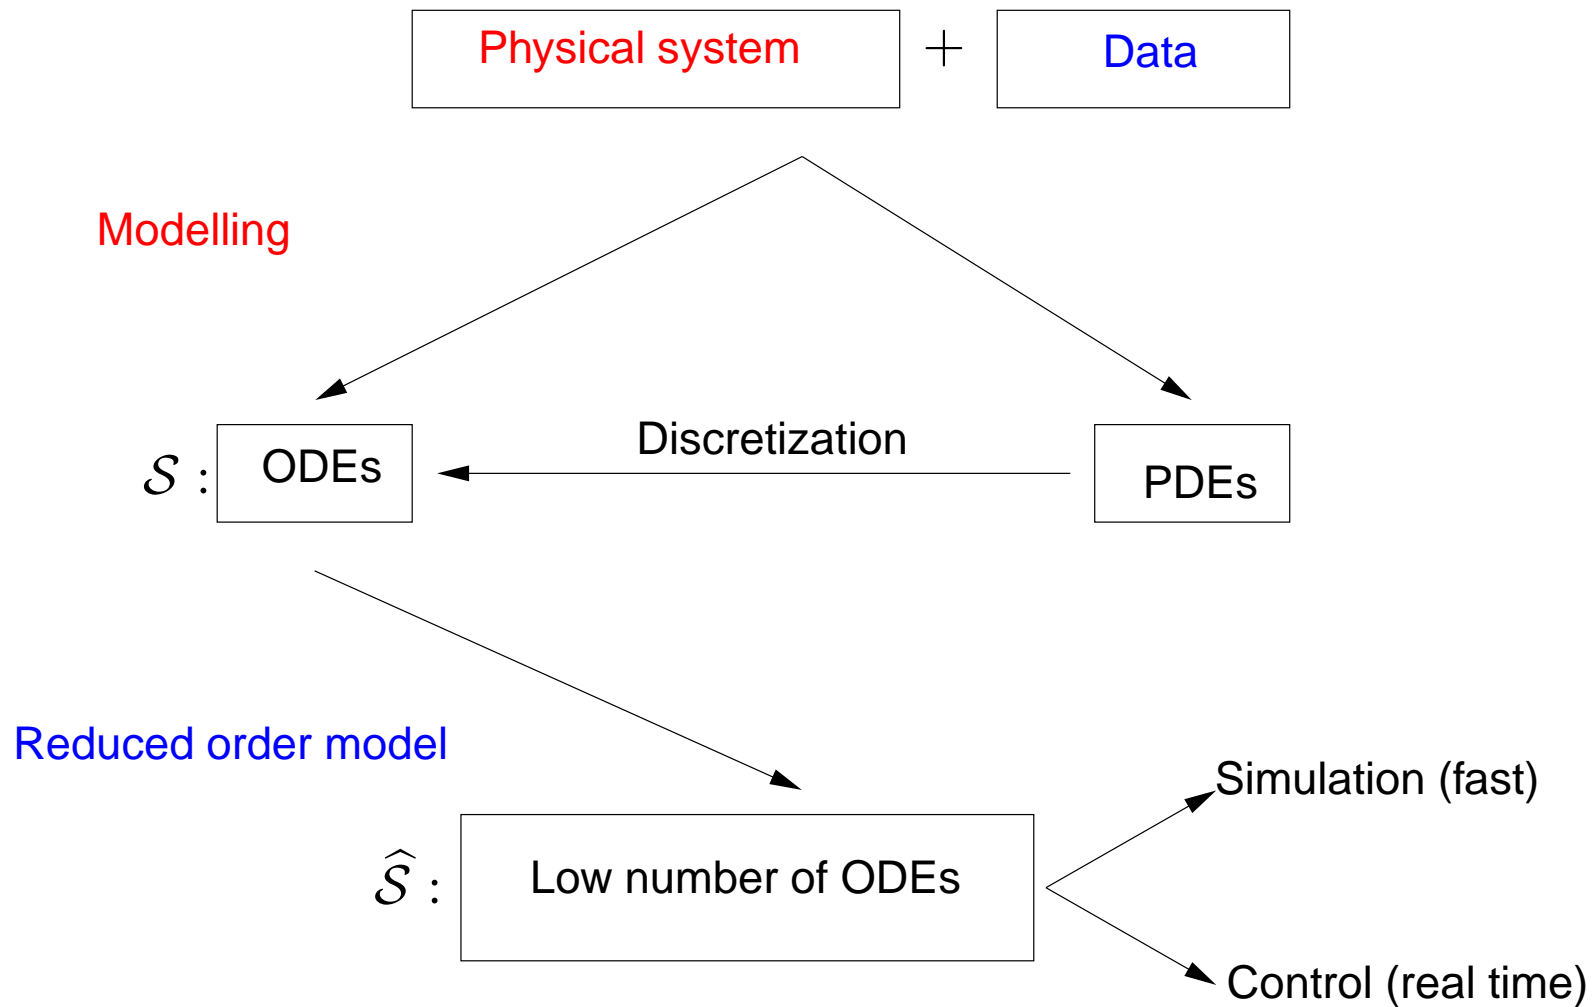 Physical system + Data
Modelling
Discretization
𝒮 : ODEs
PDEs
Reduced order model
Simulation (fast)
𝒮̂ : Low number of ODEs
Control (real time)